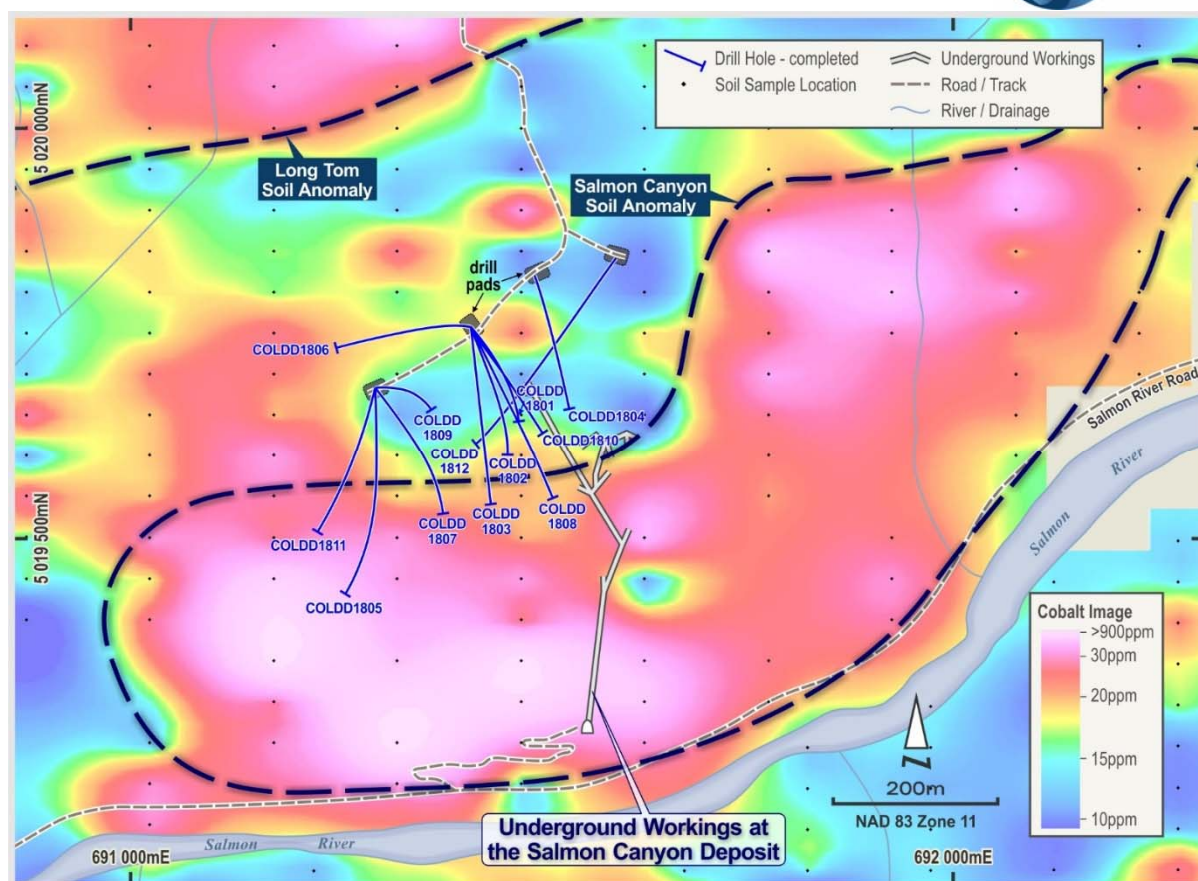 Drill Hole - completed
Soil Sample Location
Underground Workings
Road / Track
River / Drainage
5 020 000mN
Long Tom
Soil Anomaly
Salmon Canyon
Soil Anomaly
drill
pads
COLDD1806
COLDD
1801
COLDD1804
COLDD
1809
COLDD
1812
COLDD1810
COLDD
1802
COLDD
1807
COLDD
1803
COLDD
1808
COLDD1811
COLDD1805
5 019 500mN
Salmon River Road
Salmon
River
Cobalt Image
>900ppm
30ppm
20ppm
15ppm
10ppm
200m
NAD 83 Zone 11
Underground Workings at
the Salmon Canyon Deposit
Salmon River
691 000mE
692 000mE